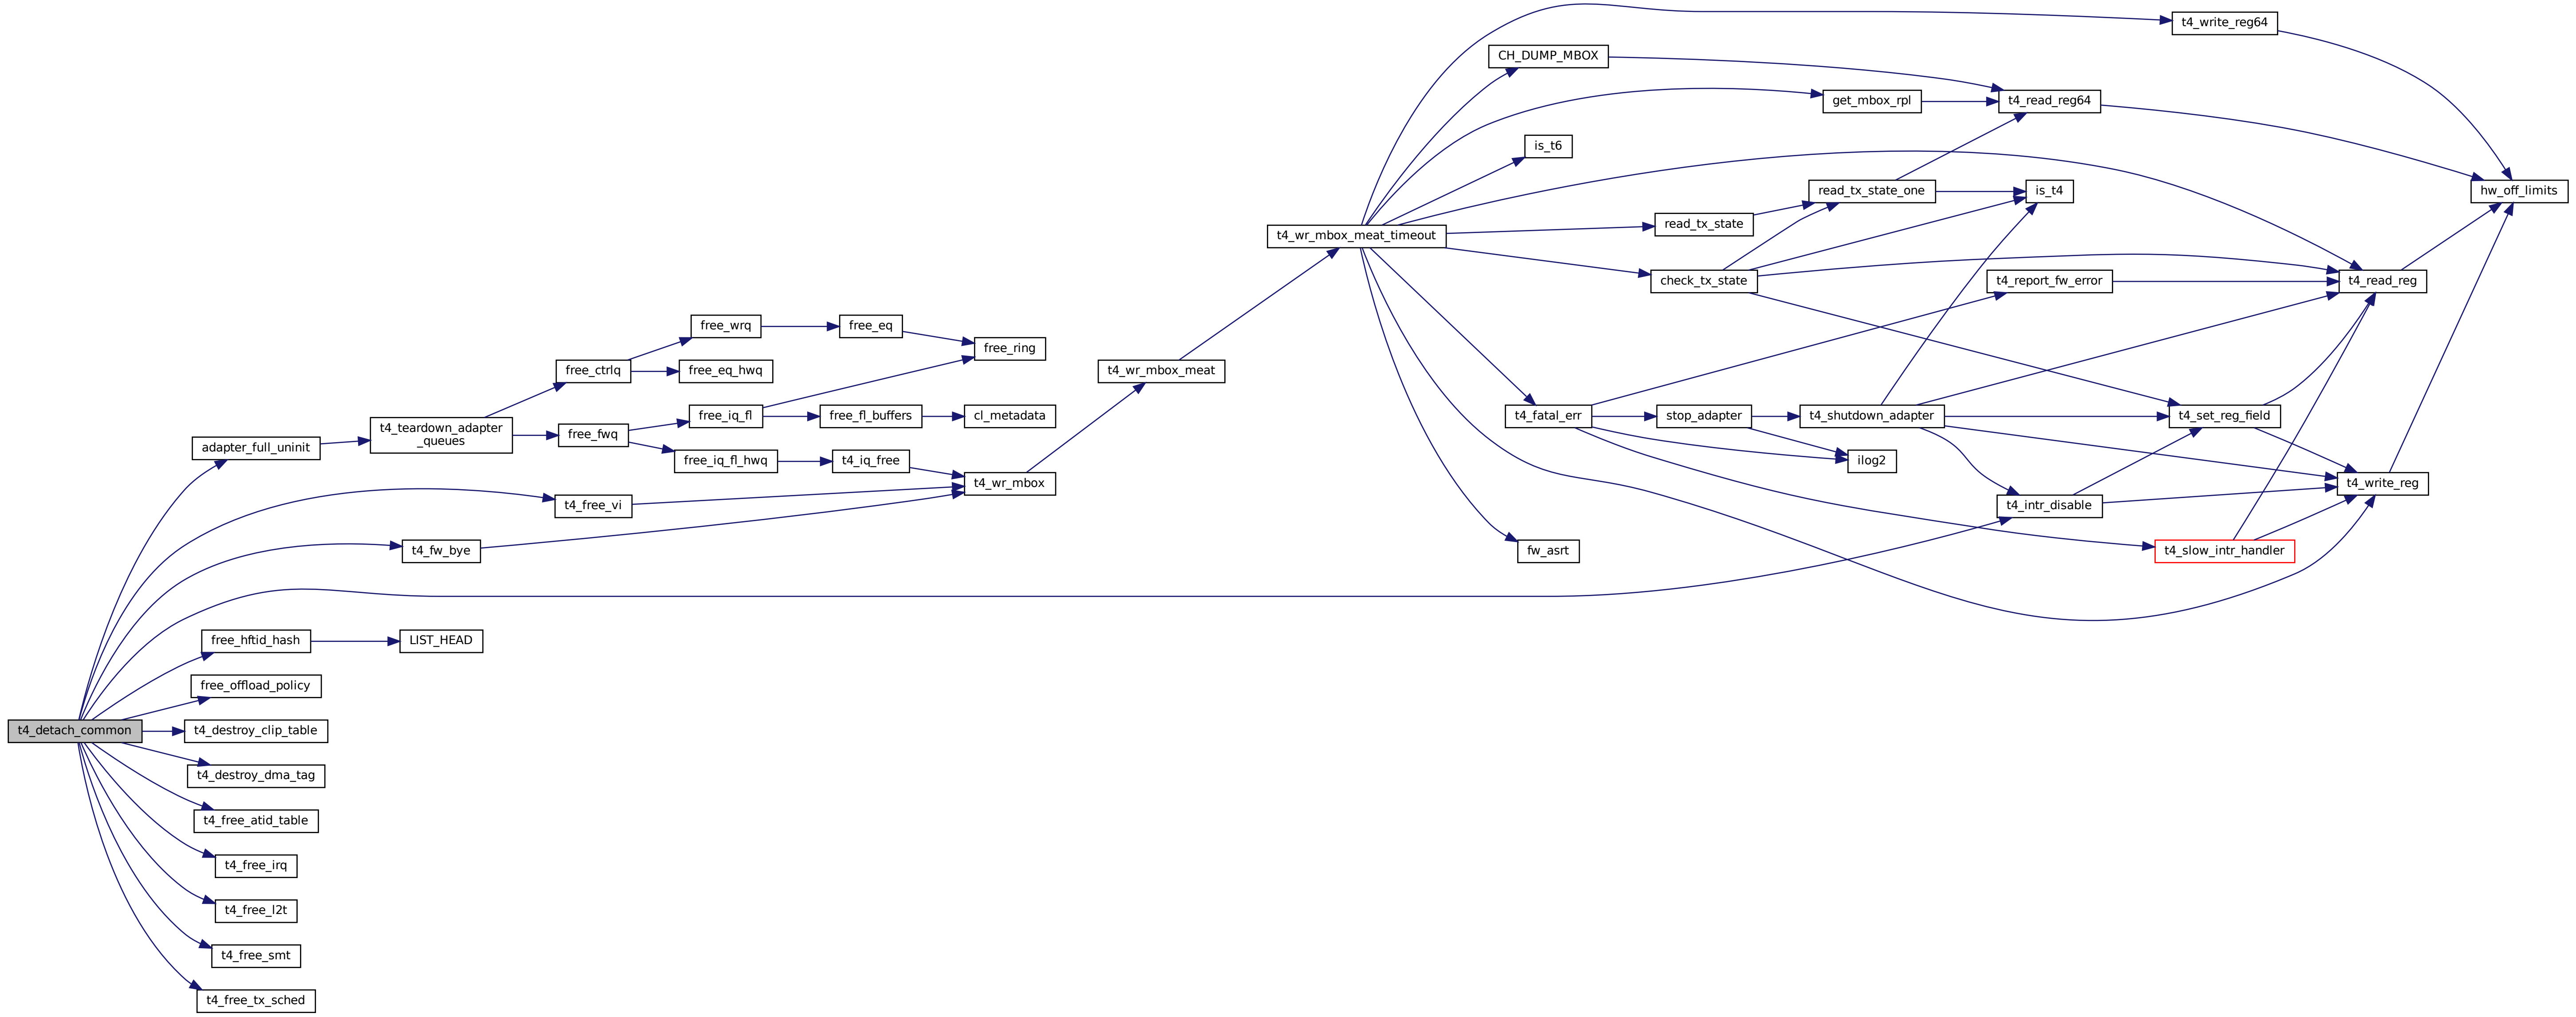 t4_write_reg64
CH_DUMP_MBOX
get_mbox_rpl
t4_read_reg64
is_t6
read_tx_state_one
is_t4
hw_off_limits
read_tx_state
t4_wr_mbox_meat_timeout
check_tx_state
t4_report_fw_error
t4_read_reg
free_wrq
free_eq
free_ring
free_ctrlq
free_eq_hwq
t4_wr_mbox_meat
t4_teardown_adapter
_queues
free_iq_fl
free_fl_buffers
cl_metadata
t4_fatal_err
stop_adapter
t4_shutdown_adapter
t4_set_reg_field
free_fwq
adapter_full_uninit
free_iq_fl_hwq
t4_iq_free
ilog2
t4_wr_mbox
t4_write_reg
t4_free_vi
t4_intr_disable
t4_fw_bye
fw_asrt
t4_slow_intr_handler
free_hftid_hash
LIST_HEAD
free_offload_policy
t4_detach_common
t4_destroy_clip_table
t4_destroy_dma_tag
t4_free_atid_table
t4_free_irq
t4_free_l2t
t4_free_smt
t4_free_tx_sched